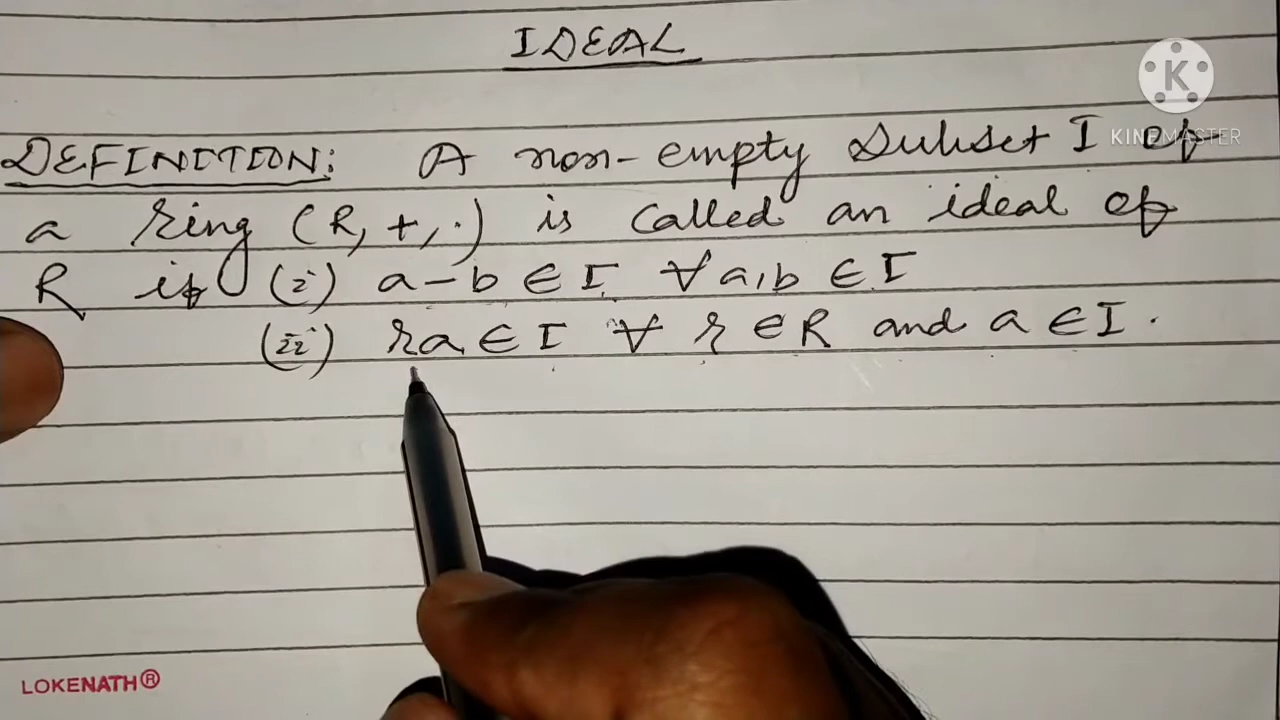 IDEAL
K
KINEMASTER
DEFINITION: A non-empty subset I of
a ring (R, +, ·) is called an ideal of
R if (i) a-b ∈ I ∀ a, b ∈ I
(ii) ra ∈ I ∀ r ∈ R and a ∈ I.
LOKENATH®